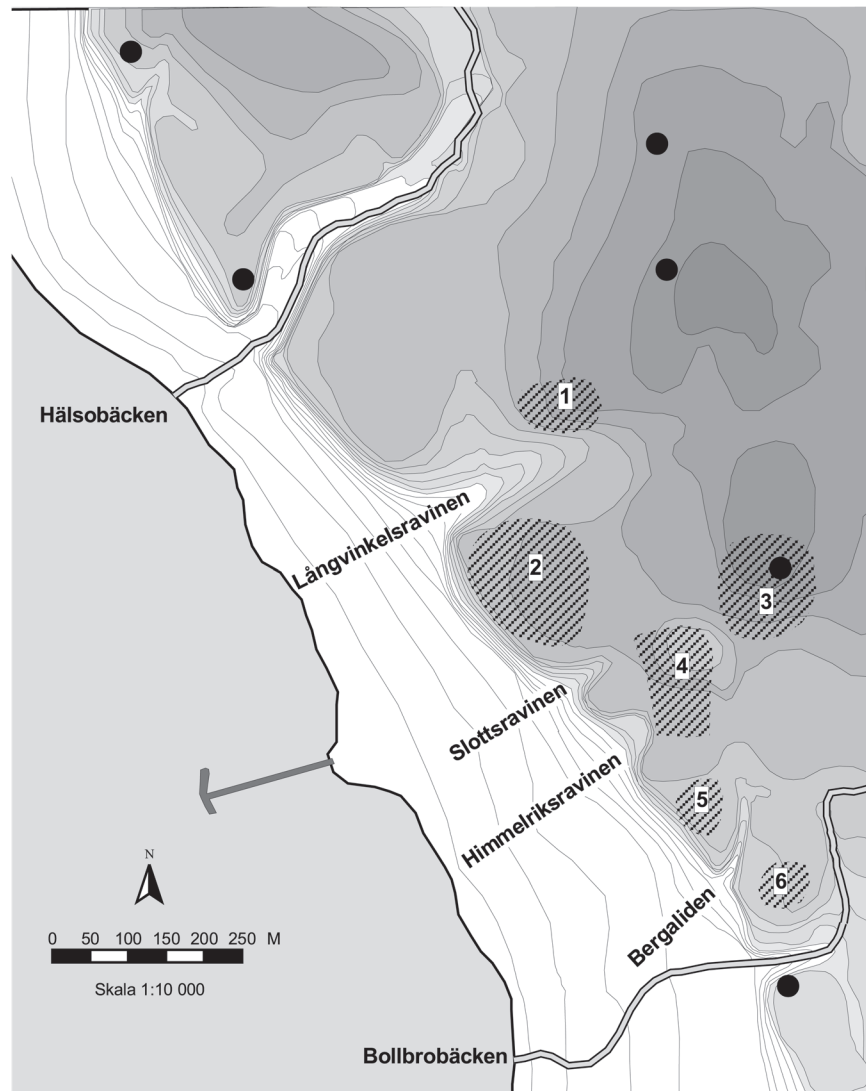 1
Hälsobäcken
Långvinkelsravinen
2
3
4
Slottsravinen
5
Himmelriksravinen
6
Bergaliden
N
0 50 100 150 200 250 M
Skala 1:10 000
Bollbrobäcken